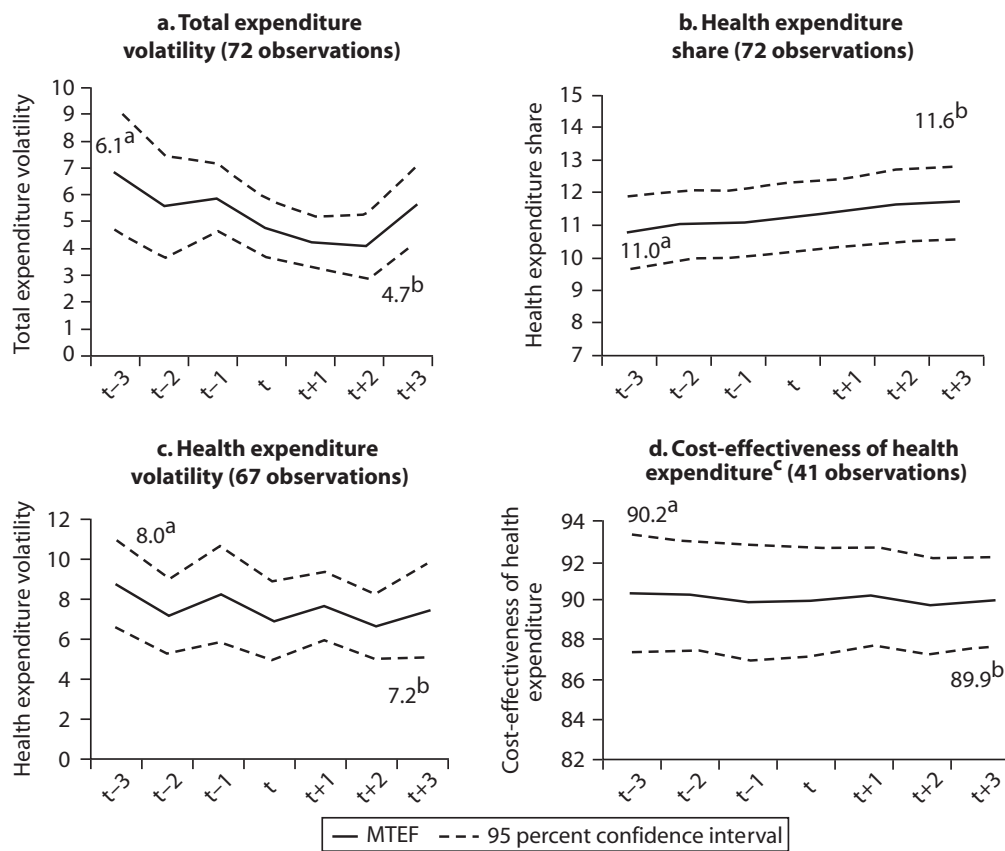 a. Total expenditure
volatility (72 observations)
Total expenditure volatility
10
9
8
7
6
5
4
3
2
1
0
6.1a
4.7b
t–3
t–2
t–1
t
t+1
t+2
t+3
b. Health expenditure
share (72 observations)
Health expenditure share
15
14
13
12
11
10
9
8
7
11.6b
11.0a
t–3
t–2
t–1
t
t+1
t+2
t+3
c. Health expenditure
volatility (67 observations)
Health expenditure volatility
12
10
8
6
4
2
0
8.0a
7.2b
t–3
t–2
t–1
t
t+1
t+2
t+3
d. Cost-effectiveness of health
expenditurec (41 observations)
Cost-effectiveness of health
expenditure
94
92
90
88
86
84
82
90.2a
89.9b
t–3
t–2
t–1
t
t+1
t+2
t+3
MTEF 95 percent confidence interval